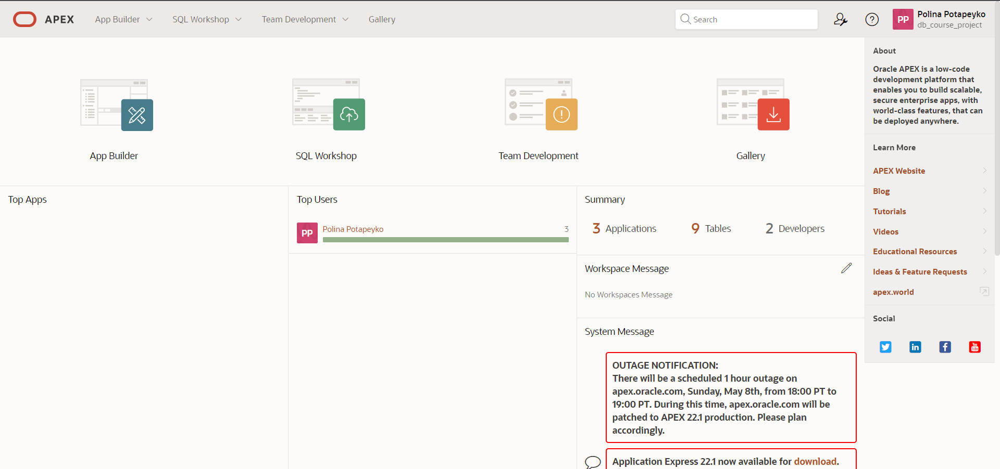 APEX App Builder SQL Workshop Team Development Gallery Search ? PP Polina Potapeyko
db_course_project
App Builder SQL Workshop Team Development Gallery
Top Apps
Top Users
PP Polina Potapeyko 3
Summary
3 Applications 9 Tables 2 Developers
Workspace Message
No Workspaces Message
System Message
OUTAGE NOTIFICATION:
There will be a scheduled 1 hour outage on
apex.oracle.com, Sunday, May 8th, from 18:00 PT to
19:00 PT. During this time, apex.oracle.com will be
patched to APEX 22.1 production. Please plan
accordingly.
Application Express 22.1 now available for download.
About
Oracle APEX is a low-code
development platform that
enables you to build scalable,
secure enterprise apps, with
world-class features, that can
be deployed anywhere.
Learn More
APEX Website
Blog
Tutorials
Videos
Educational Resources
Ideas & Feature Requests
apex.world
Social
in f You Tube